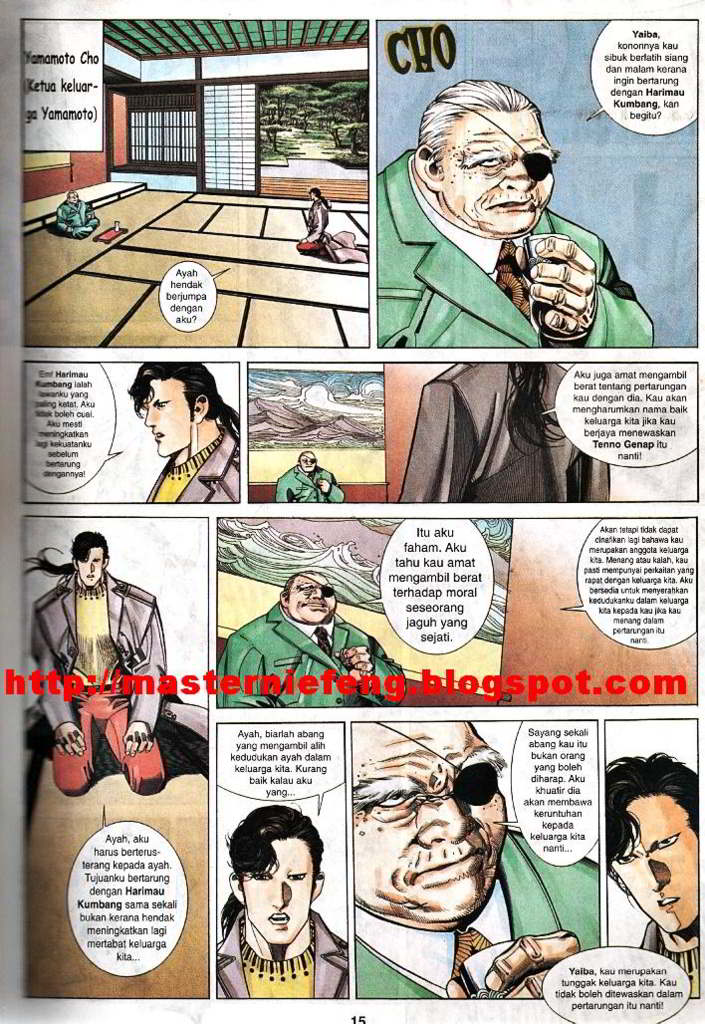 Yamamoto Cho
(Ketua keluar-
ga Yamamoto)
Ayah
hendak
berjumpa
dengan
aku?
CHO
Yaiba,
kononnya kau
sibuk berlatih siang
dan malam kerana
ingin bertarung
dengan Harimau
Kumbang, kan
begitu?
Em! Harimau
Kumbang ialah
lawanku yang
paling ketat. Aku
tidak boleh cuai.
Aku mesti
meningkatkan
lagi kekuatanku
sebelum
bertarung
dengannya!
Aku juga amat mengambil
berat tentang pertarungan
kau dengan dia. Kau akan
mengharumkan nama baik
keluarga kita jika kau
berjaya menewaskan
Tenno Genap itu
nanti!
Ayah, aku
harus berterus-
terang kepada ayah.
Tujuanku bertarung
dengan Harimau
Kumbang sama sekali
bukan kerana hendak
meningkatkan lagi
mertabat keluarga
kita...
Itu aku
faham. Aku
tahu kau amat
mengambil berat
terhadap moral
seseorang
jaguh yang
sejati.
Akan tetapi tidak dapat
dinafikan lagi bahawa kau
merupakan anggota keluarga
kita. Menang atau kalah, kau
pasti mempunyai perkaitan yang
rapat dengan keluarga kita. Aku
bersedia untuk menyerahkan
kedudukanku dalam keluarga
kita kepada kau jika kau
menang dalam
pertarungan itu
nanti.
http://masterniefeng.blogspot.com
Ayah, biarlah abang
yang mengambil alih
kedudukan ayah dalam
keluarga kita. Kurang
baik kalau aku
yang...
Sayang sekali
abang kau itu
bukan orang
yang boleh
diharap. Aku
khuatir dia
akan membawa
keruntuhan
kepada
keluarga kita
nanti...
Yaiba, kau merupakan
tunggak keluarga kita. Kau
tidak boleh ditewaskan dalam
pertarungan itu nanti!
15